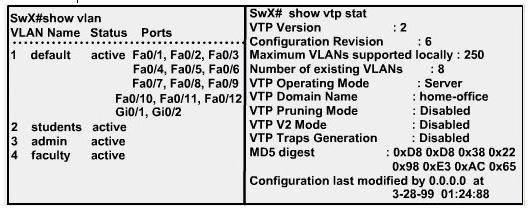 SwX#show vlan
VLAN Name Status Ports
1 default active Fa0/1, Fa0/2, Fa0/3
Fa0/4, Fa0/5, Fa0/6
Fa0/7, Fa0/8, Fa0/9
Fa0/10, Fa0/11, Fa0/12
Gi0/1, Gi0/2
2 students active
3 admin active
4 faculty active
SwX# show vtp stat
VTP Version : 2
Configuration Revision : 6
Maximum VLANs supported locally : 250
Number of existing VLANs : 8
VTP Operating Mode : Server
VTP Domain Name : home-office
VTP Pruning Mode : Disabled
VTP V2 Mode : Disabled
VTP Traps Generation : Disabled
MD5 digest : 0xD8 0xD8 0x38 0x22
0x98 0xE3 0xAC 0x65
Configuration last modified by 0.0.0.0 at
3-28-99 01:24:88